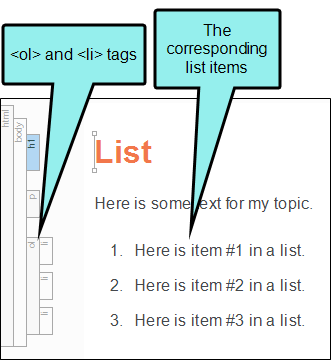 <ol> and <li> tags
The
corresponding
list items
html
body
h1
p
ol
li
li
li
List
Here is some text for my topic.
1. Here is item #1 in a list.
2. Here is item #2 in a list.
3. Here is item #3 in a list.